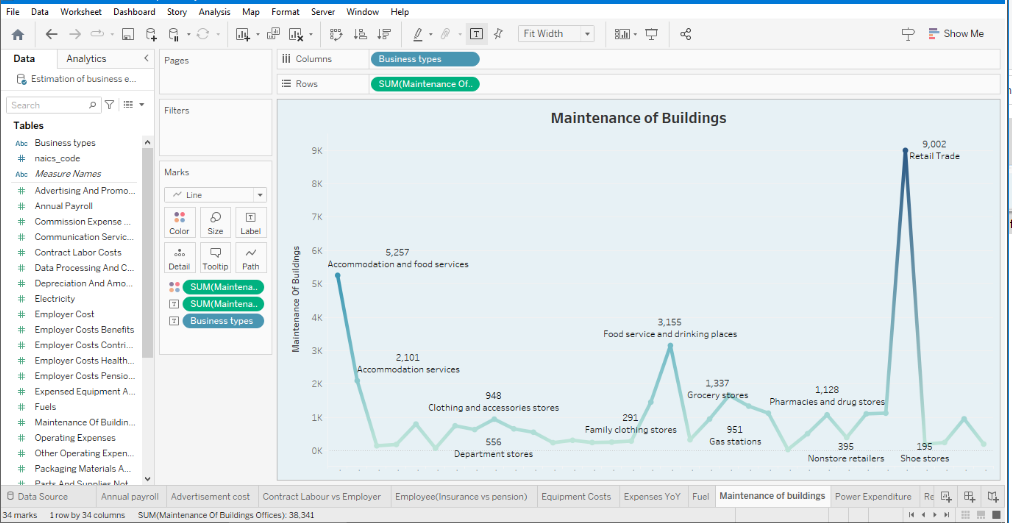 File Data Worksheet Dashboard Story Analysis Map Format Server Window Help
Fit Width
Show Me
Data Analytics
Estimation of business e...
Search
Tables
Abc Business types
# naics_code
Abc Measure Names
# Advertising And Promo...
# Annual Payroll
# Commission Expense ...
# Communication Servic...
# Contract Labor Costs
# Data Processing And C...
# Depreciation And Amo...
# Electricity
# Employer Cost
# Employer Costs Benefits
# Employer Costs Contri...
# Employer Costs Health...
# Employer Costs Pensio...
# Expensed Equipment A...
# Fuels
# Maintenance Of Buildin...
# Operating Expenses
# Other Operating Expen...
# Packaging Materials A...
# Parts And Supplies Not
Pages
Filters
Marks
Line
Color Size Label
Detail Tooltip Path
SUM(Maintena..
SUM(Maintena..
Business types
Columns Business types
Rows SUM(Maintenance Of..
Maintenance of Buildings
Maintenance Of Buildings
9K
8K
7K
6K
5K
4K
3K
2K
1K
0K
9,002
Retail Trade
5,257
Accommodation and food services
3,155
Food service and drinking places
2,101
Accommodation services
1,337
Grocery stores
1,128
Pharmacies and drug stores
948
Clothing and accessories stores
291
Family clothing stores
951
Gas stations
556
Department stores
395
Nonstore retailers
195
Shoe stores
Data Source Annual payroll Advertisement cost Contract Labour vs Employer Employee(Insurance vs pension) Equipment Costs Expenses YoY Fuel Maintenance of buildings Power Expenditure Re
34 marks 1 row by 34 columns SUM(Maintenance Of Buildings Offices): 38,341